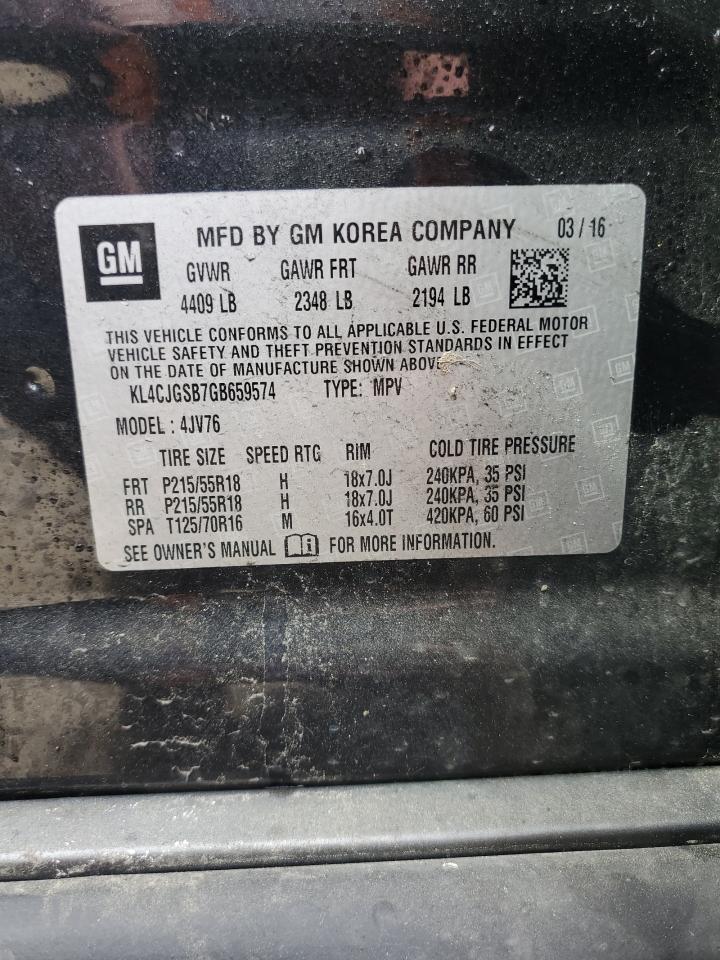 GM
MFD BY GM KOREA COMPANY 03/16
GVWR GAWR FRT GAWR RR
4409 LB 2348 LB 2194 LB
THIS VEHICLE CONFORMS TO ALL APPLICABLE U.S. FEDERAL MOTOR
VEHICLE SAFETY AND THEFT PREVENTION STANDARDS IN EFFECT
ON THE DATE OF MANUFACTURE SHOWN ABOVE
KL4CJGSB7GB659574 TYPE: MPV
MODEL : 4JV76
TIRE SIZE SPEED RTG RIM COLD TIRE PRESSURE
FRT P215/55R18 H 18x7.0J 240KPA, 35 PSI
RR P215/55R18 H 18x7.0J 240KPA, 35 PSI
SPA T125/70R16 M 16x4.0T 420KPA, 60 PSI
SEE OWNER'S MANUAL FOR MORE INFORMATION.